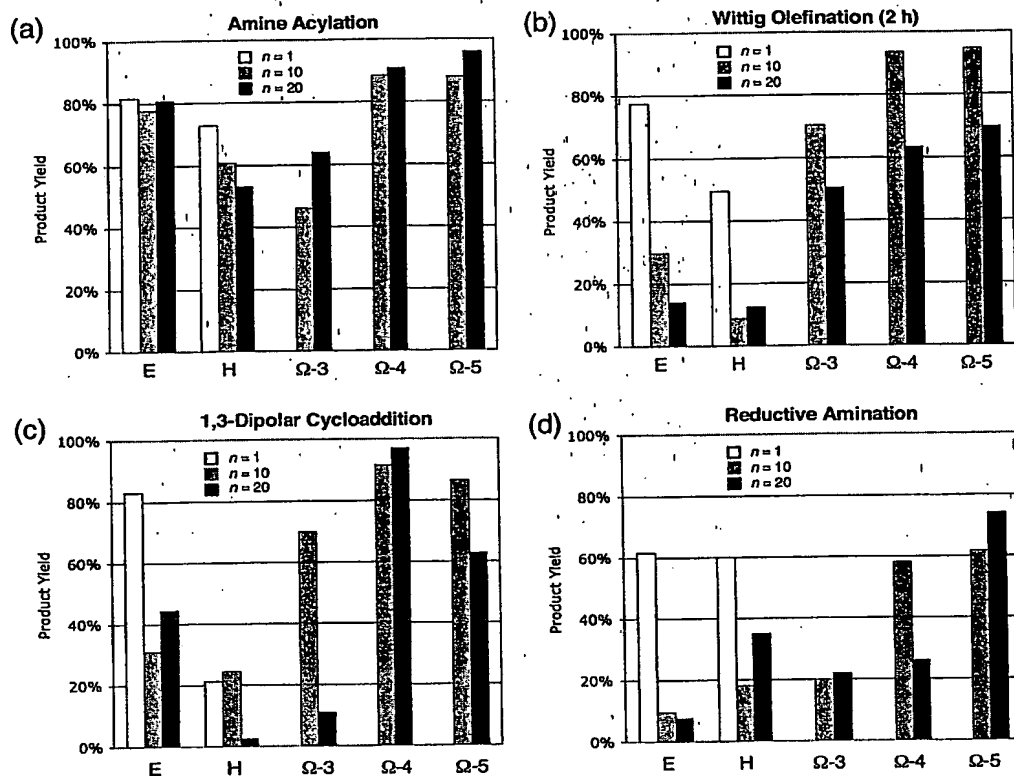 (a)
Amine Acylation
100%
80%
60%
40%
20%
0%
Product Yield
n = 1
n = 10
n = 20
E H Ω-3 Ω-4 Ω-5
(b)
Wittig Olefination (2 h)
100%
80%
60%
40%
20%
0%
Product Yield
n = 1
n = 10
n = 20
E H Ω-3 Ω-4 Ω-5
(c)
1,3-Dipolar Cycloaddition
100%
80%
60%
40%
20%
0%
Product Yield
n = 1
n = 10
n = 20
E H Ω-3 Ω-4 Ω-5
(d)
Reductive Amination
100%
80%
60%
40%
20%
0%
Product Yield
n = 1
n = 10
n = 20
E H Ω-3 Ω-4 Ω-5